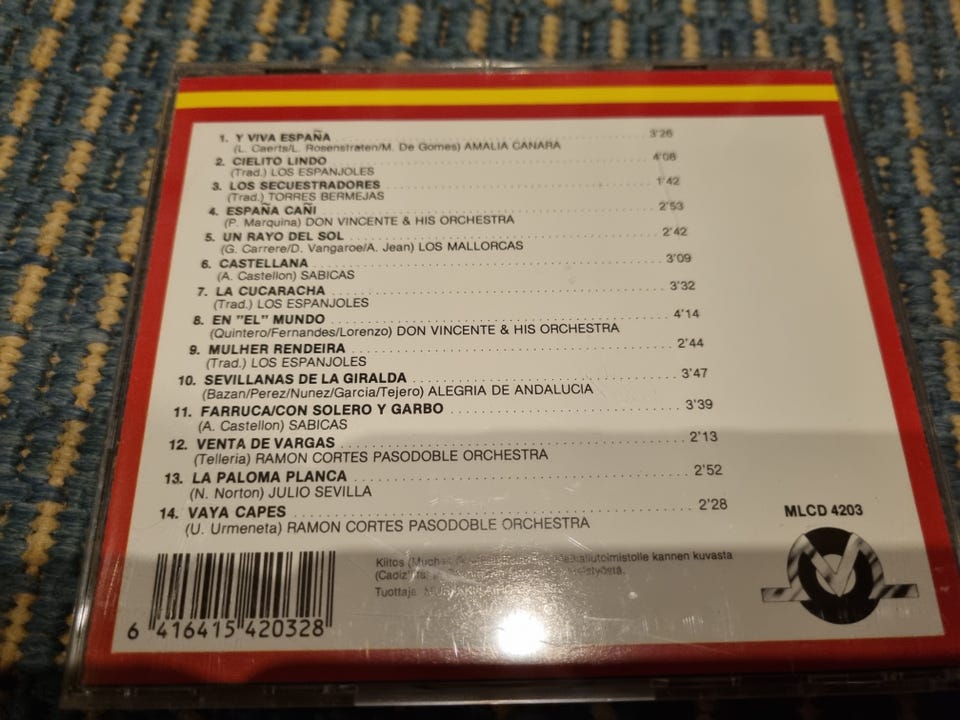 1. Y VIVA ESPAÑA 3'26
(L. Caerts/L. Rosenstraten/M. De Gomes) AMALIA CANARA
2. CIELITO LINDO 4'08
(Trad.) LOS ESPANJOLES
3. LOS SECUESTRADORES 1'42
(Trad.) TORRES BERMEJAS
4. ESPAÑA CAÑI 2'53
(P. Marquina) DON VINCENTE & HIS ORCHESTRA
5. UN RAYO DEL SOL 2'42
(G. Carrere/D. Vangaroe/A. Jean) LOS MALLORCAS
6. CASTELLANA 3'09
(A. Castellon) SABICAS
7. LA CUCARACHA 3'32
(Trad.) LOS ESPANJOLES
8. EN "EL" MUNDO 4'14
(Quintero/Fernandes/Lorenzo) DON VINCENTE & HIS ORCHESTRA
9. MULHER RENDEIRA 2'44
(Trad.) LOS ESPANJOLES
10. SEVILLANAS DE LA GIRALDA 3'47
(Bazan/Perez/Nunez/Garcia/Tejero) ALEGRIA DE ANDALUCIA
11. FARRUCA/CON SOLERO Y GARBO 3'39
(A. Castellon) SABICAS
12. VENTA DE VARGAS 2'13
(Telleria) RAMON CORTES PASODOBLE ORCHESTRA
13. LA PALOMA PLANCA 2'52
(N. Norton) JULIO SEVILLA
14. VAYA CAPES 2'28
(U. Urmeneta) RAMON CORTES PASODOBLE ORCHESTRA
MLCD 4203
Kiitos kannen kuvasta
Tuottaja
6 416415 420328